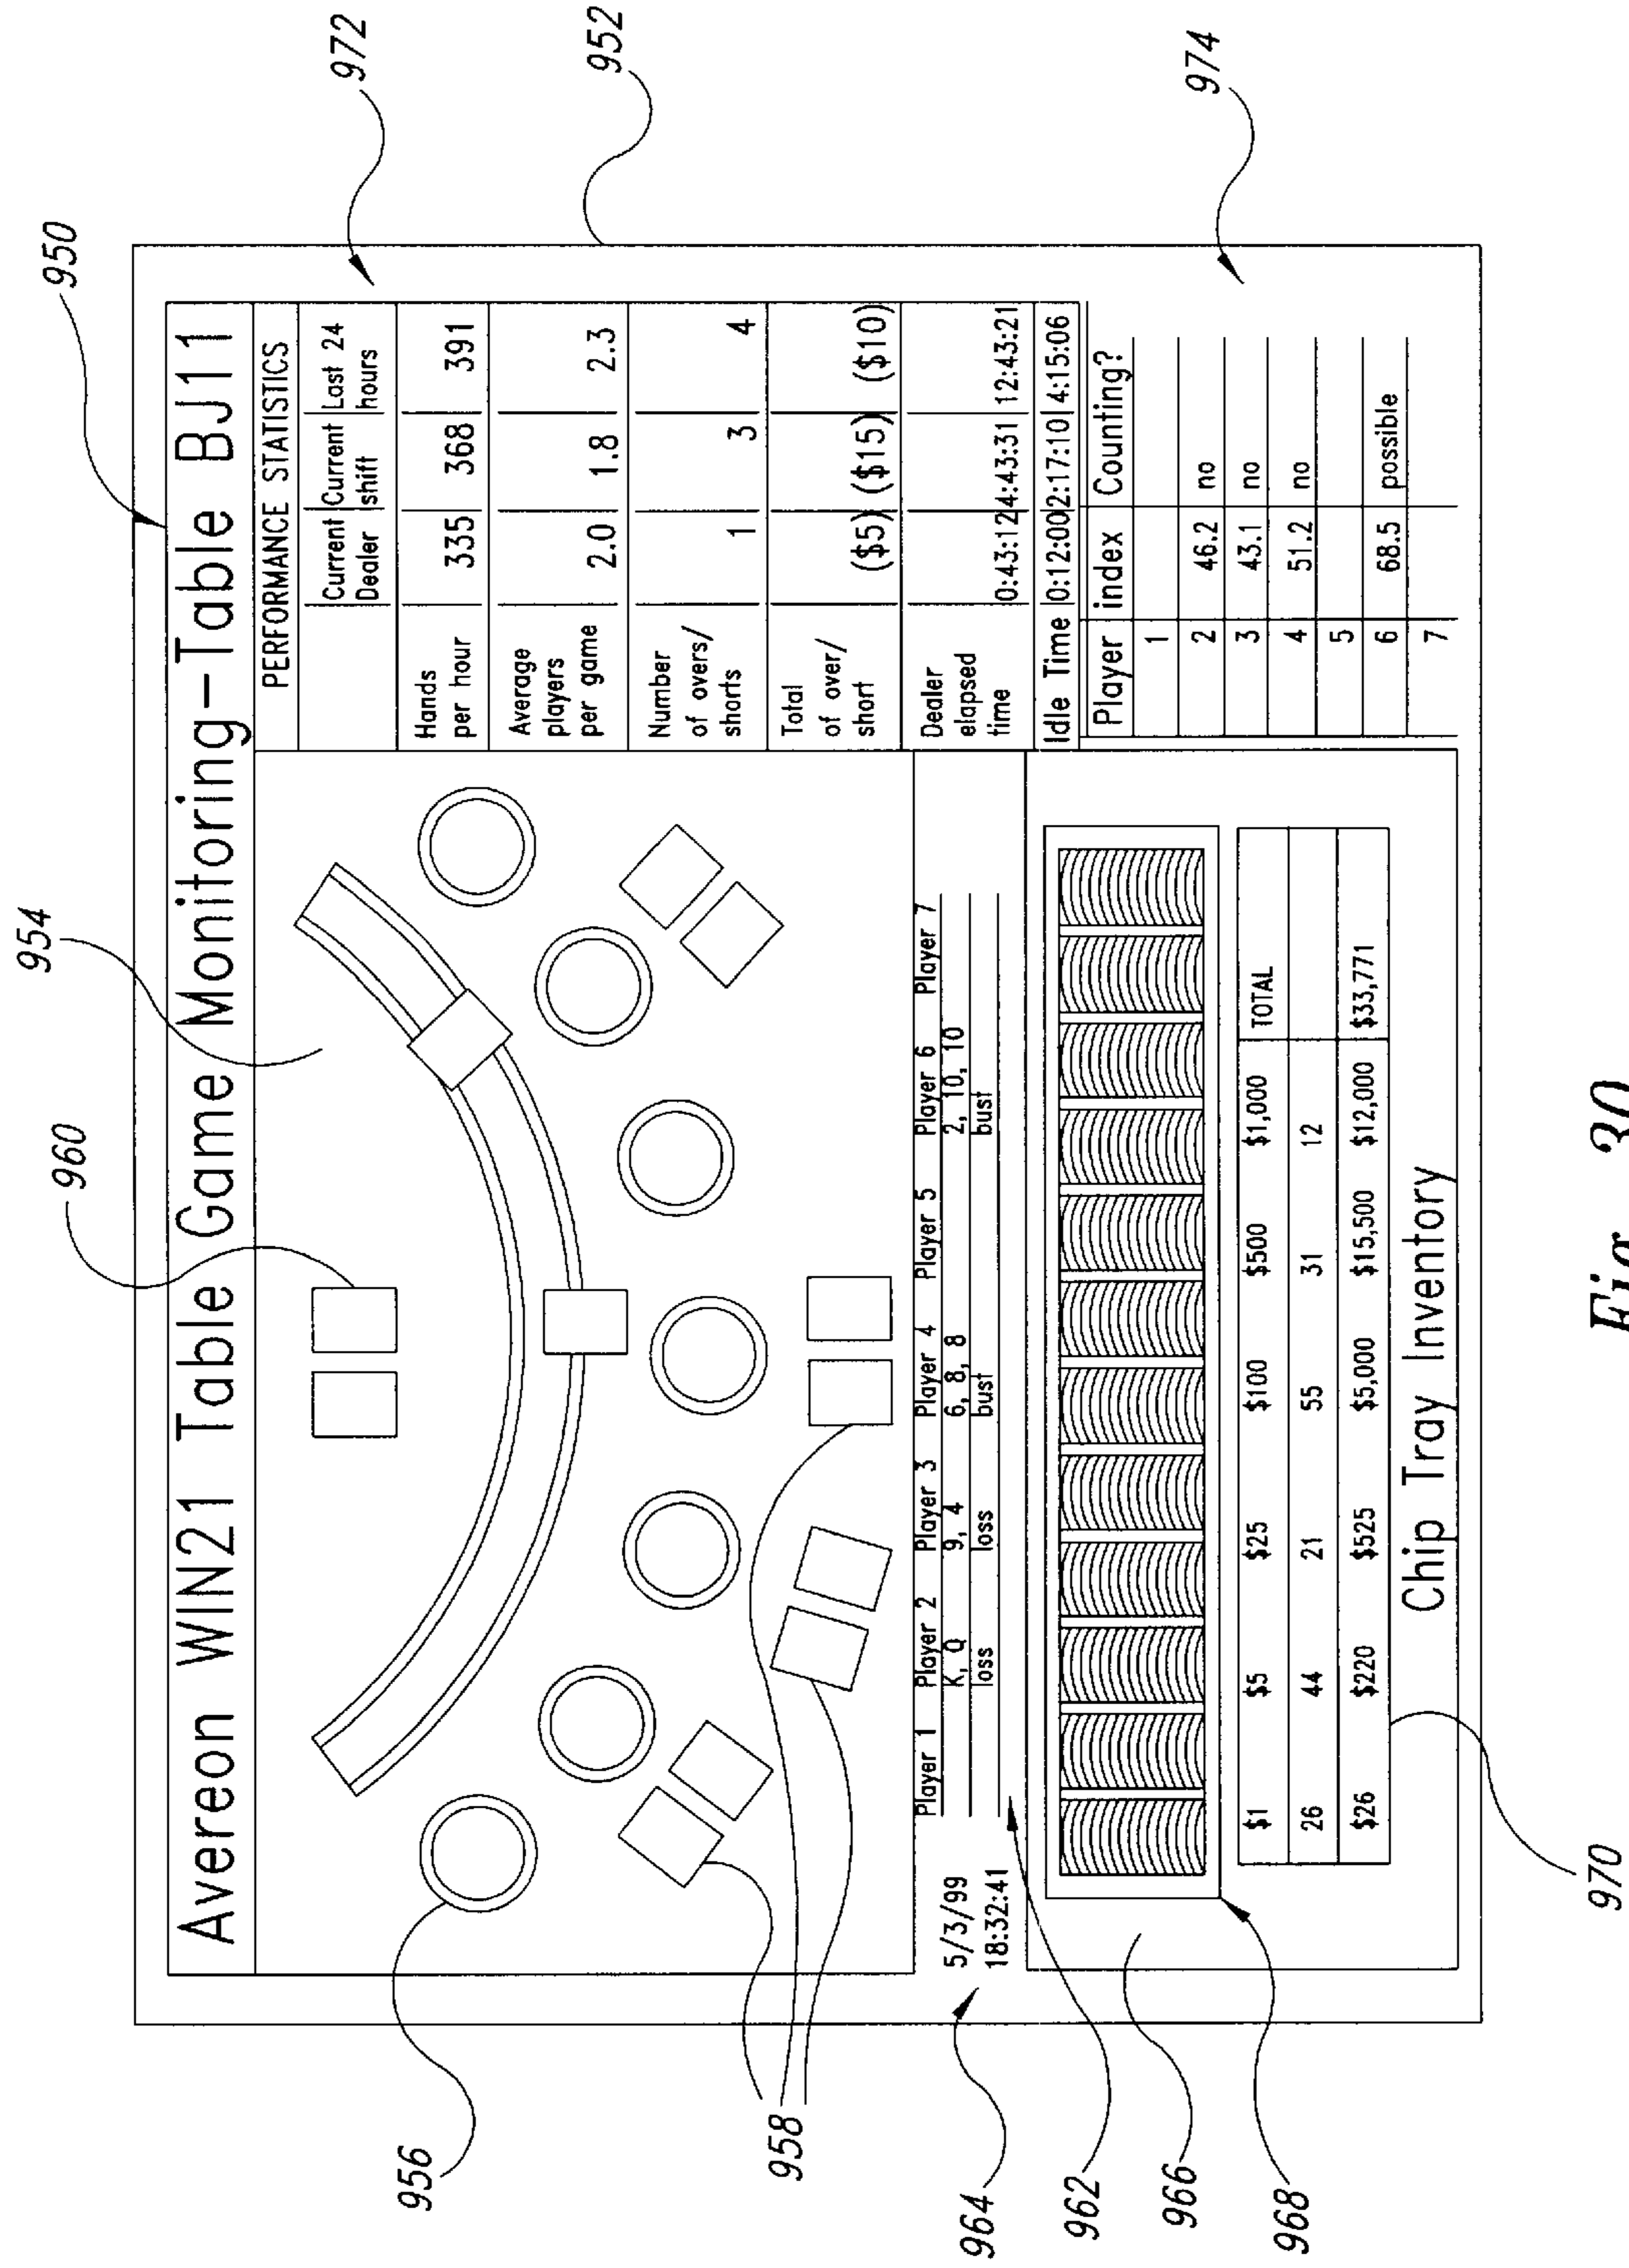 950
972
952
954
960
Avereon WIN21 Table Game Monitoring-Table BJ11
PERFORMANCE STATISTICS
Current Dealer | Current shift | Last 24 hours
Hands per hour 335 368 391
Average players per game 2.0 1.8 2.3
Number of overs/shorts 1 3 4
Total of over/short ($5) ($15) ($10)
Dealer elapsed time 0:43:12 4:43:31 12:43:21
Idle Time 0:12:00 2:17:10 4:15:06
Player index Counting?
1
2 46.2 no
3 43.1 no
4 51.2 no
5
6 68.5 possible
7
974
956
958
964
5/3/99
18:32:41
Player 1 Player 2 Player 3 Player 4 Player 5 Player 6 Player 7
K, Q 9, 4 6, 8, 8 2, 10, 10
loss loss bust bust
962
966
968
$1 $5 $25 $100 $500 $1,000 TOTAL
26 44 21 55 31 12
$26 $220 $525 $5,000 $15,500 $12,000 $33,771
Chip Tray Inventory
970
Fig. 30